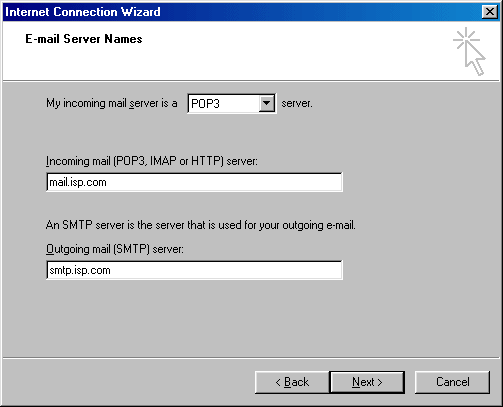 Internet Connection Wizard
E-mail Server Names
My incoming mail server is a POP3 server.
Incoming mail (POP3, IMAP or HTTP) server:
mail.isp.com
An SMTP server is the server that is used for your outgoing e-mail.
Outgoing mail (SMTP) server:
smtp.isp.com
< Back Next > Cancel